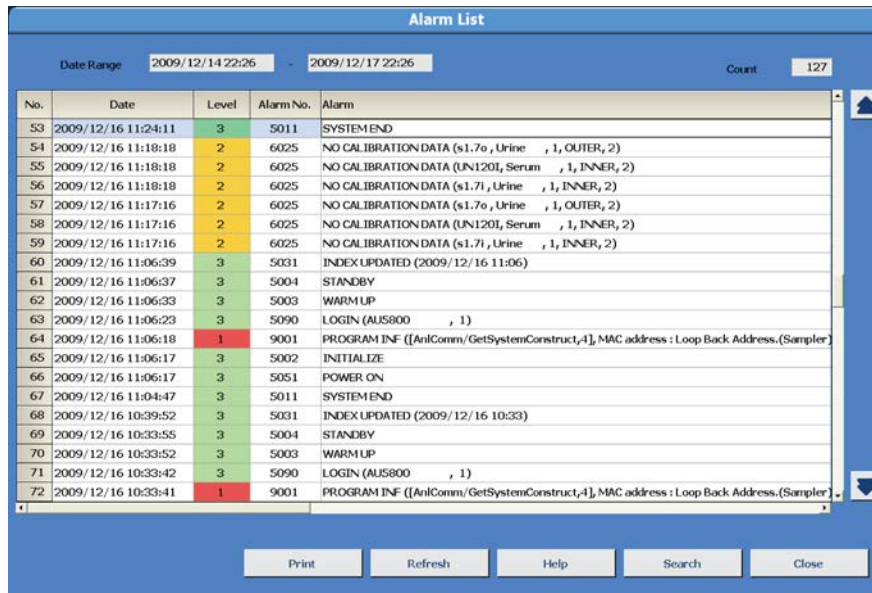 Alarm List
Date Range 2009/12/14 22:26 - 2009/12/17 22:26 Count 127
No. Date Level Alarm No. Alarm
53 2009/12/16 11:24:11 3 5011 SYSTEM END
54 2009/12/16 11:18:18 2 6025 NO CALIBRATION DATA (s1.7o , Urine , 1, OUTER, 2)
55 2009/12/16 11:18:18 2 6025 NO CALIBRATION DATA (UN120I, Serum , 1, INNER, 2)
56 2009/12/16 11:18:18 2 6025 NO CALIBRATION DATA (s1.7i , Urine , 1, INNER, 2)
57 2009/12/16 11:17:16 2 6025 NO CALIBRATION DATA (s1.7o , Urine , 1, OUTER, 2)
58 2009/12/16 11:17:16 2 6025 NO CALIBRATION DATA (UN120I, Serum , 1, INNER, 2)
59 2009/12/16 11:17:16 2 6025 NO CALIBRATION DATA (s1.7i , Urine , 1, INNER, 2)
60 2009/12/16 11:06:39 3 5031 INDEX UPDATED (2009/12/16 11:06)
61 2009/12/16 11:06:37 3 5004 STANDBY
62 2009/12/16 11:06:33 3 5003 WARM UP
63 2009/12/16 11:06:23 3 5090 LOGIN (AU5800 , 1)
64 2009/12/16 11:06:18 1 9001 PROGRAM INF ([AnlComm/GetSystemConstruct,4], MAC address : Loop Back Address.(Sampler)
65 2009/12/16 11:06:17 3 5002 INITIALIZE
66 2009/12/16 11:06:17 3 5051 POWER ON
67 2009/12/16 11:04:47 3 5011 SYSTEM END
68 2009/12/16 10:39:52 3 5031 INDEX UPDATED (2009/12/16 10:33)
69 2009/12/16 10:33:55 3 5004 STANDBY
70 2009/12/16 10:33:52 3 5003 WARM UP
71 2009/12/16 10:33:42 3 5090 LOGIN (AU5800 , 1)
72 2009/12/16 10:33:41 1 9001 PROGRAM INF ([AnlComm/GetSystemConstruct,4], MAC address : Loop Back Address.(Sampler)
Print Refresh Help Search Close